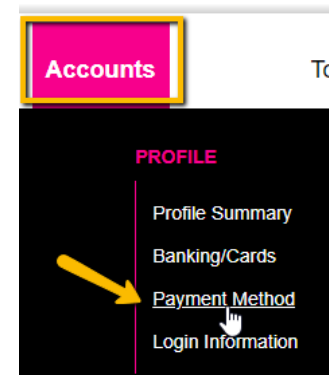 Accounts
To
PROFILE
Profile Summary
Banking/Cards
Payment Method
Login Information